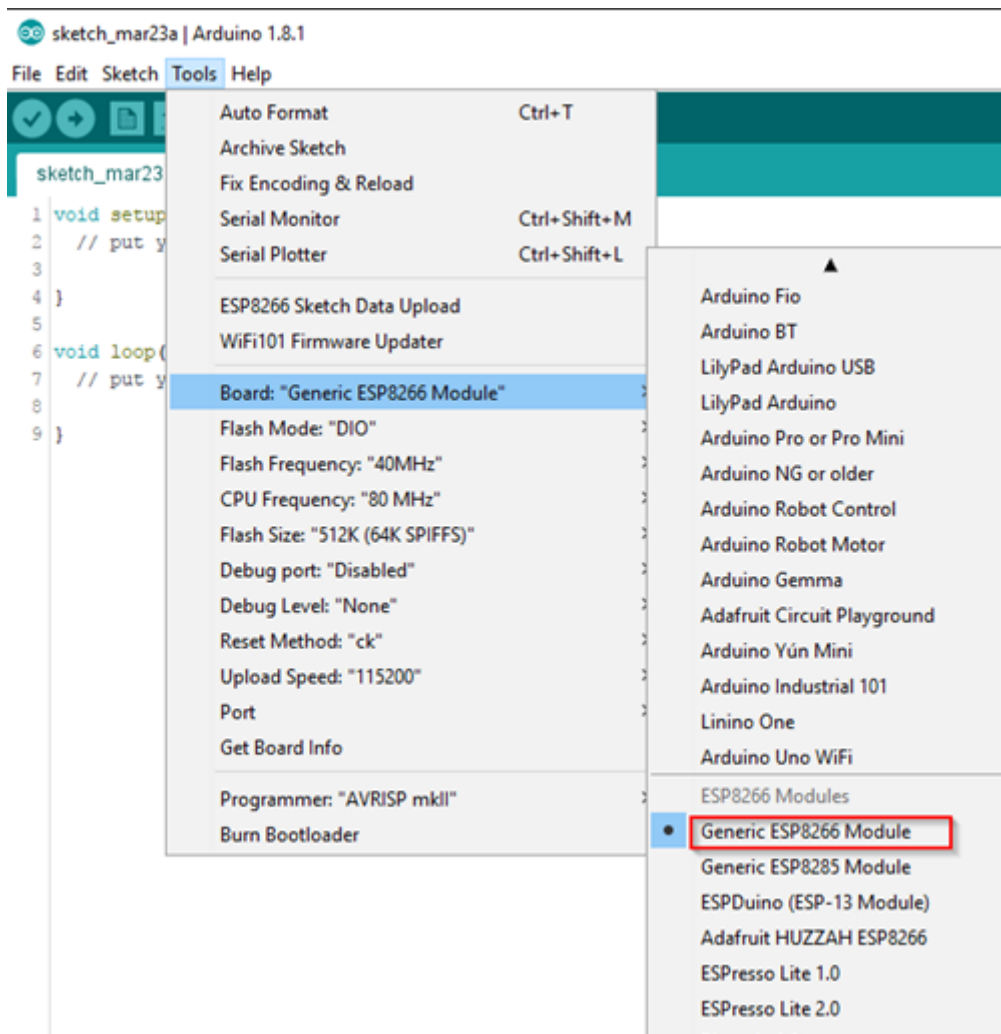 sketch_mar23a | Arduino 1.8.1
File Edit Sketch Tools Help
sketch_mar23
1 void setup
2 // put y
3
4 }
5
6 void loop(
7 // put y
8
9 }
Auto Format Ctrl+T
Archive Sketch
Fix Encoding & Reload
Serial Monitor Ctrl+Shift+M
Serial Plotter Ctrl+Shift+L
ESP8266 Sketch Data Upload
WiFi101 Firmware Updater
Board: "Generic ESP8266 Module"
Flash Mode: "DIO"
Flash Frequency: "40MHz"
CPU Frequency: "80 MHz"
Flash Size: "512K (64K SPIFFS)"
Debug port: "Disabled"
Debug Level: "None"
Reset Method: "ck"
Upload Speed: "115200"
Port
Get Board Info
Programmer: "AVRISP mkII"
Burn Bootloader
Arduino Fio
Arduino BT
LilyPad Arduino USB
LilyPad Arduino
Arduino Pro or Pro Mini
Arduino NG or older
Arduino Robot Control
Arduino Robot Motor
Arduino Gemma
Adafruit Circuit Playground
Arduino Yún Mini
Arduino Industrial 101
Linino One
Arduino Uno WiFi
ESP8266 Modules
Generic ESP8266 Module
Generic ESP8285 Module
ESPDuino (ESP-13 Module)
Adafruit HUZZAH ESP8266
ESPresso Lite 1.0
ESPresso Lite 2.0